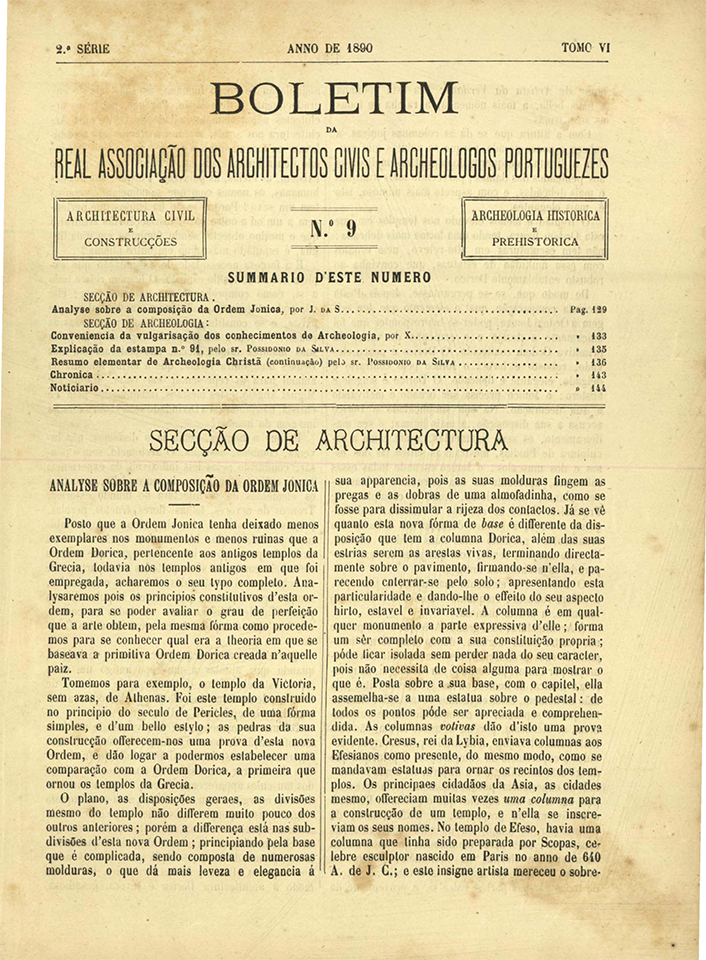 2.ª SÉRIE ANNO DE 1890 TOMO VI
BOLETIM
DA
REAL ASSOCIAÇÃO DOS ARCHITECTOS CIVIS E ARCHEOLOGOS PORTUGUEZES
ARCHITECTURA CIVIL
E
CONSTRUCÇÕES
N.º 9
ARCHEOLOGIA HISTORICA
E
PREHISTORICA
SUMMARIO D'ESTE NUMERO
SECÇÃO DE ARCHITECTURA.
Analyse sobre a composição da Ordem Jonica, por J. DA S. Pag. 129
SECÇÃO DE ARCHEOLOGIA:
Conveniencia da vulgarisação dos conhecimentos de Archeologia, por X. » 133
Explicação da estampa n.º 91, pelo sr. POSSIDONIO DA SILVA » 135
Resumo elementar de Archeologia Christã (continuação) pelo sr. POSSIDONIO DA SILVA » 136
Chronica » 143
Noticiario » 144
SECÇÃO DE ARCHITECTURA
ANALYSE SOBRE A COMPOSIÇÃO DA ORDEM JONICA
Posto que a Ordem Jonica tenha deixado menos
exemplares nos monumentos e menos ruinas que a
Ordem Dorica, pertencente aos antigos templos da
Grecia, todavia nos templos antigos em que foi
empregada, acharemos o seu typo completo. Ana-
lysaremos pois os principios constitutivos d'esta or-
dem, para se poder avaliar o grau de perfeição
que a arte obtem, pela mesma fórma como procede-
mos para se conhecer qual era a theoria em que se
baseava a primitiva Ordem Dorica creada n'aquelle
paiz.
Tomemos para exemplo, o templo da Victoria,
sem azas, de Athenas. Foi este templo construido
no principio do seculo de Pericles, de uma fórma
simples, e d'um bello estylo; as pedras da sua
construcção offerecem-nos uma prova d'esta nova
Ordem, e dão logar a podermos estabelecer uma
comparação com a Ordem Dorica, a primeira que
ornou os templos da Grecia.
O plano, as disposições geraes, as divisões
mesmo do templo não differem muito pouco dos
outros anteriores; porém a differença está nas sub-
divisões d'esta nova Ordem; principiando pela base
que é complicada, sendo composta de numerosas
molduras, o que dá mais leveza e elegancia á
sua apparencia, pois as suas molduras fingem as
pregas e as dobras de uma almofadinha, como se
fosse para dissimular a rijeza dos contactos. Já se vê
quanto esta nova fórma de base é differente da dis-
posição que tem a columna Dorica, além das suas
estrias serem as arestas vivas, terminando directa-
mente sobre o pavimento, firmando-se n'ella, e pa-
recendo enterrar-se pelo solo; apresentando esta
particularidade e dando-lhe o effeito do seu aspecto
hirto, estavel e invariavel. A columna é em qual-
quer monumento a parte expressiva d'elle; forma
um sêr completo com a sua constituição propria;
póde ficar isolada sem perder nada do seu caracter,
pois não necessita de coisa alguma para mostrar o
que é. Posta sobre a sua base, com o capitel, ella
assemelha-se a uma estatua sobre o pedestal: de
todos os pontos póde ser apreciada e comprehen-
dida. As columnas votivas dão d'isto uma prova
evidente. Cresus, rei da Lybia, enviava columnas aos
Efesianos como presente, do mesmo modo, como se
mandavam estatuas para ornar os recintos dos tem-
plos. Os principaes cidadãos da Asia, as cidades
mesmo, offereciam muitas vezes uma columna para
a construcção de um templo, e n'ella se inscre-
viam os seus nomes. No templo de Efeso, havia uma
columna que tinha sido preparada por Scopas, ce-
lebre esculptor nascido em Paris no anno de 640
A. de J. C.; e este insigne artista mereceu o sobre-